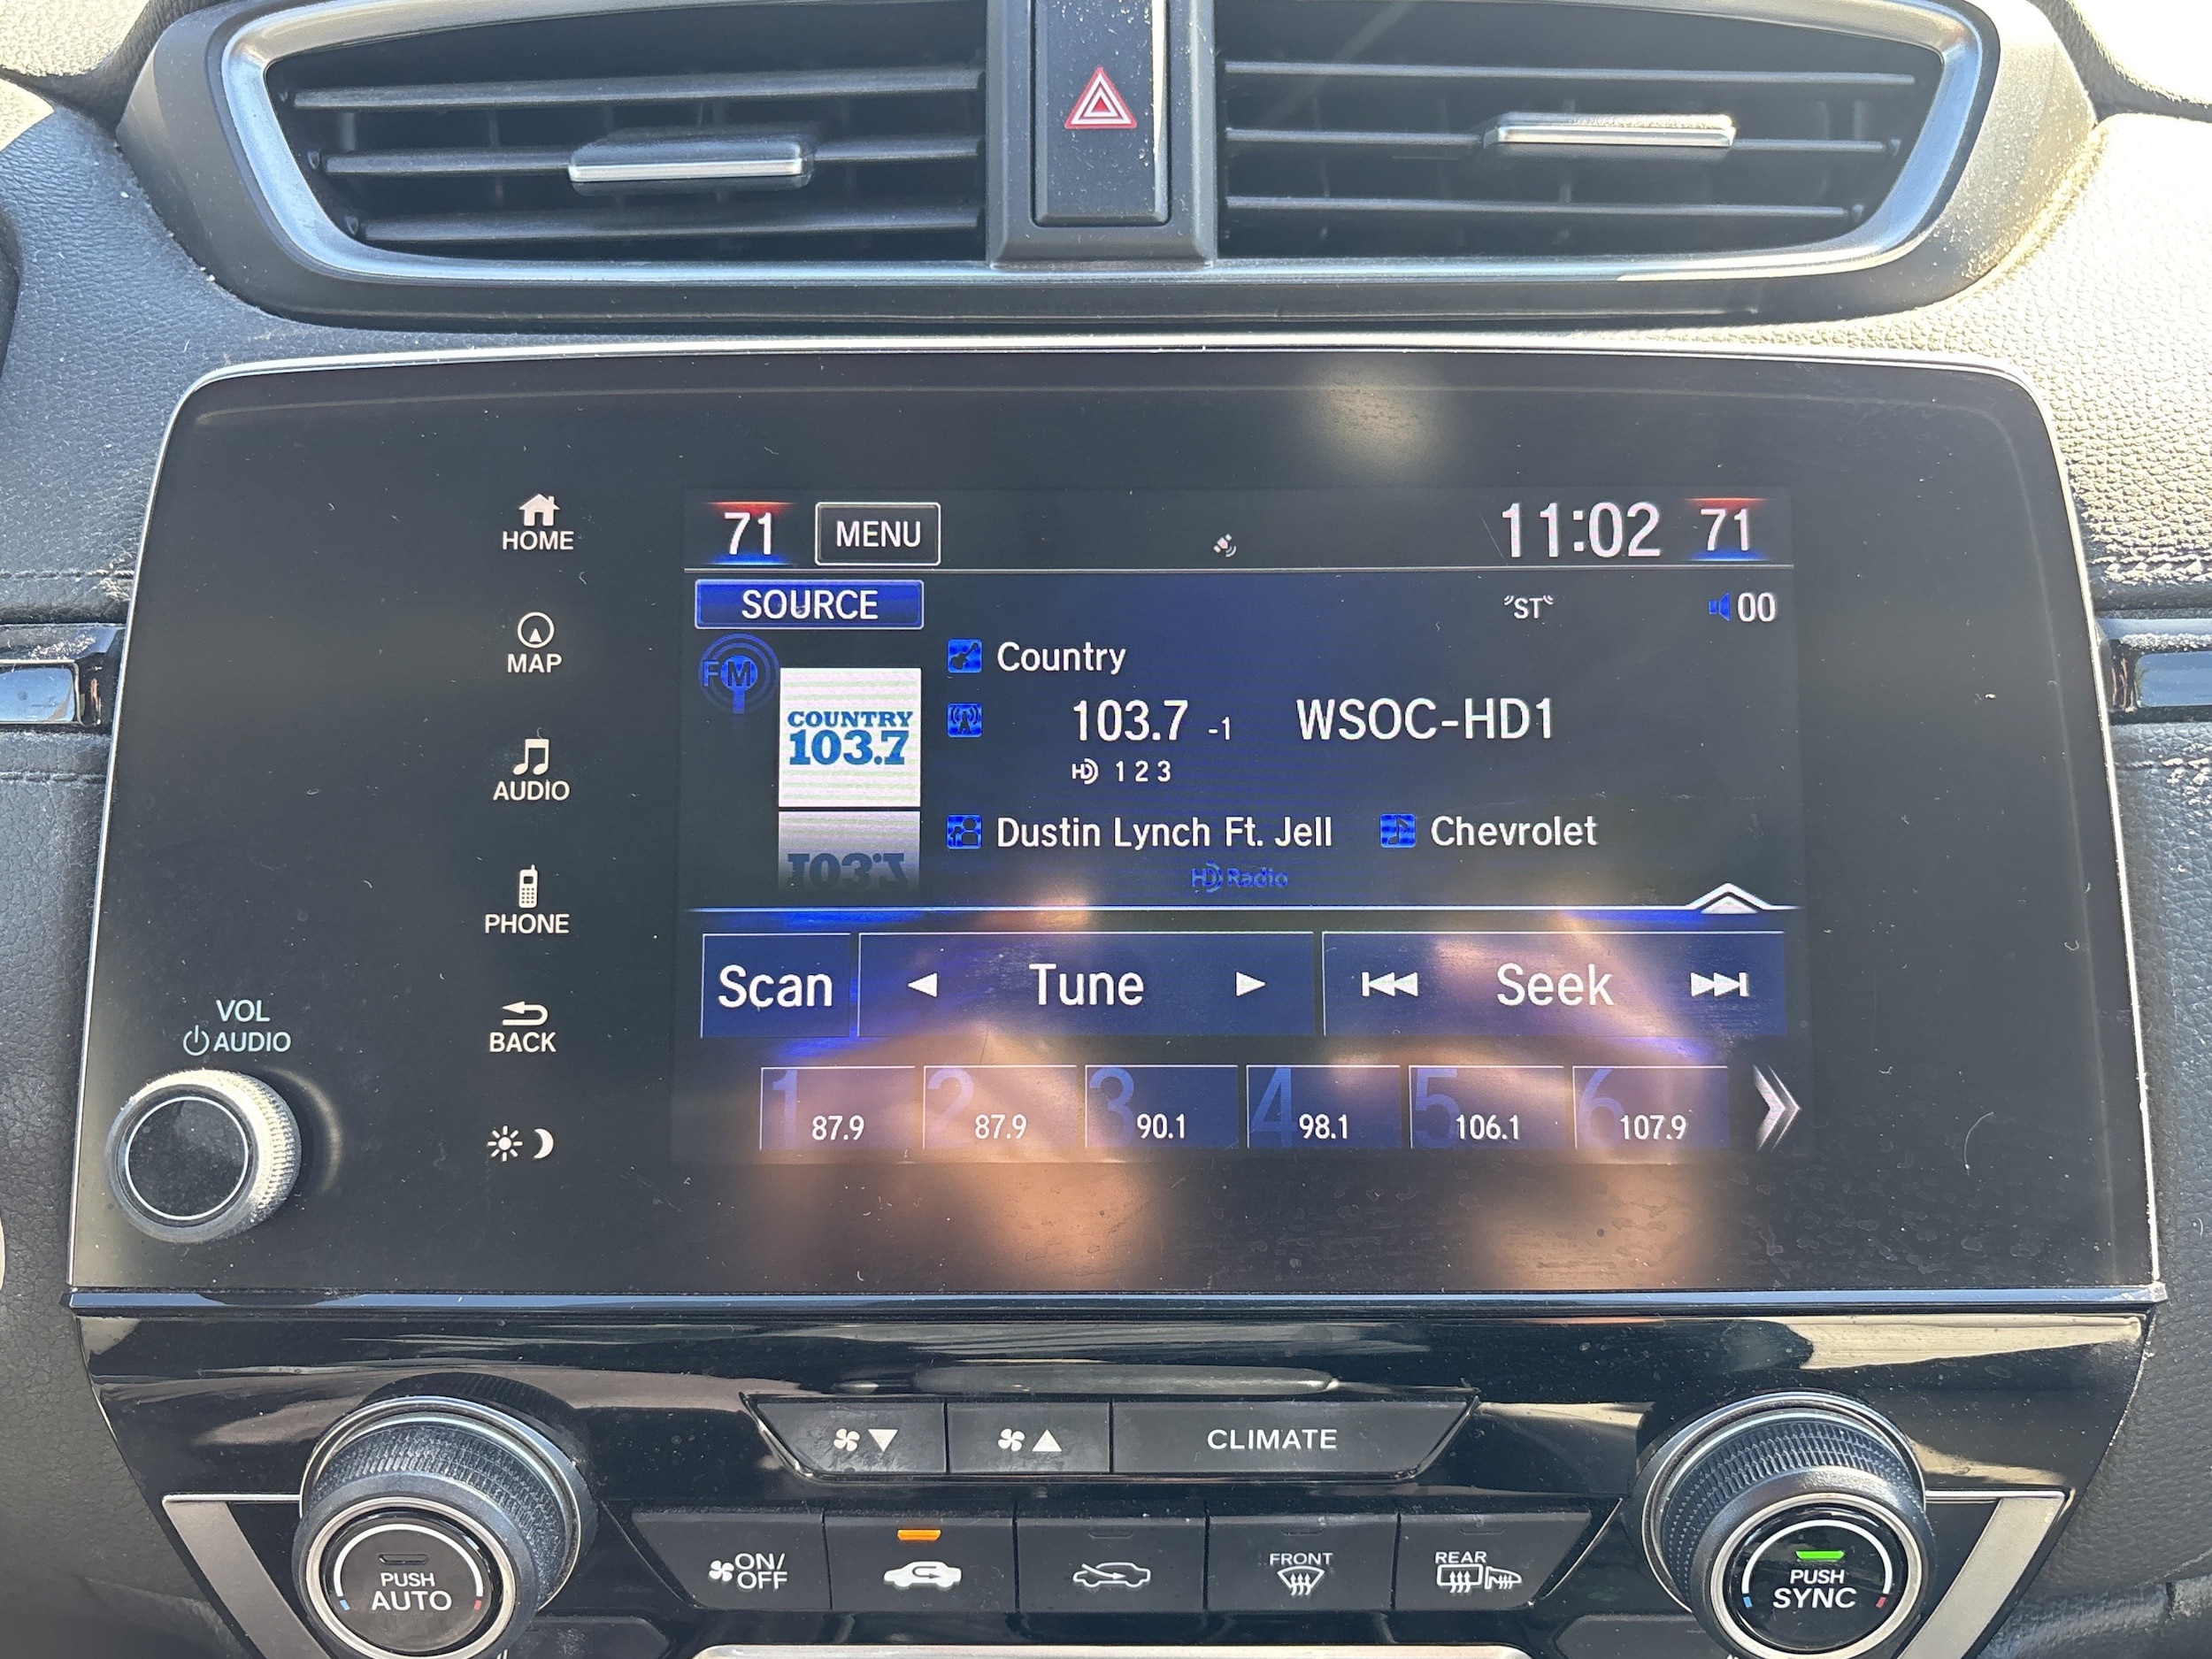 HOME
MAP
AUDIO
PHONE
BACK
VOL
AUDIO
71 MENU 11:02 71
SOURCE "ST" 00
FM
COUNTRY
103.7
103.7
Country
103.7 -1 WSOC-HD1
HD 1 2 3
Dustin Lynch Ft. Jell Chevrolet
HD Radio
Scan Tune Seek
1 87.9 2 87.9 3 90.1 4 98.1 5 106.1 6 107.9
CLIMATE
ON/
OFF
FRONT
REAR
PUSH
AUTO
PUSH
SYNC